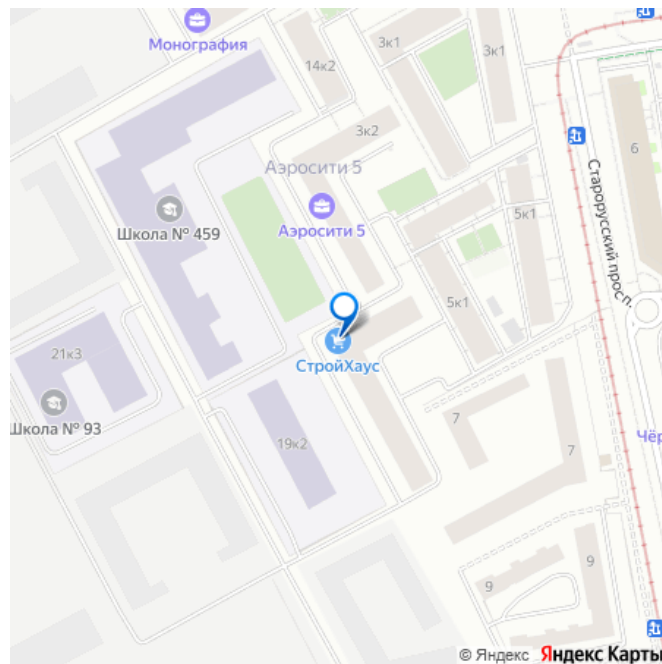 3к1
Монография
3к1
14к2
3к2
6
Аэросити 5
Аэросити 5
Старорусский просп.
5к1
Школа № 459
5к1
СтройХаус
21к3
Школа № 93
7
7
19к2
Чёр
9
9
© Яндекс Яндекс Карты